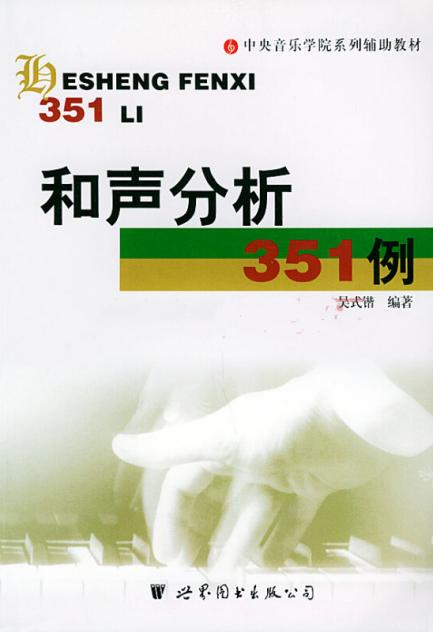 中央音乐学院系列辅助教材
HESHENG FENXI
351 LI
和声分析
351例
吴式锴 编著
世界图书出版公司